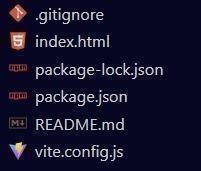 .gitignore
index.html
package-lock.json
package.json
README.md
vite.config.js